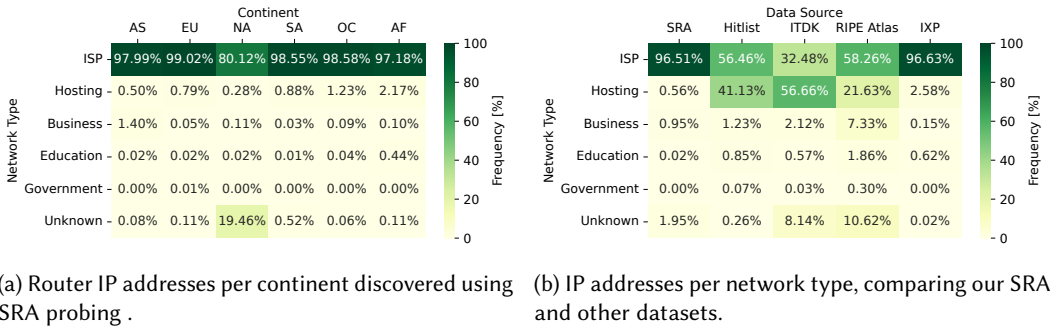 Continent
AS EU NA SA OC AF
Network Type
ISP 97.99% 99.02% 80.12% 98.55% 98.58% 97.18%
Hosting 0.50% 0.79% 0.28% 0.88% 1.23% 2.17%
Business 1.40% 0.05% 0.11% 0.03% 0.09% 0.10%
Education 0.02% 0.02% 0.02% 0.01% 0.04% 0.44%
Government 0.00% 0.01% 0.00% 0.00% 0.00% 0.00%
Unknown 0.08% 0.11% 19.46% 0.52% 0.06% 0.11%
100
80
60
40
20
0
Frequency [%]
(a) Router IP addresses per continent discovered using
SRA probing .
Data Source
SRA Hitlist ITDK RIPE Atlas IXP
Network Type
ISP 96.51% 56.46% 32.48% 58.26% 96.63%
Hosting 0.56% 41.13% 56.66% 21.63% 2.58%
Business 0.95% 1.23% 2.12% 7.33% 0.15%
Education 0.02% 0.85% 0.57% 1.86% 0.62%
Government 0.00% 0.07% 0.03% 0.30% 0.00%
Unknown 1.95% 0.26% 8.14% 10.62% 0.02%
100
80
60
40
20
0
Frequency [%]
(b) IP addresses per network type, comparing our SRA
and other datasets.